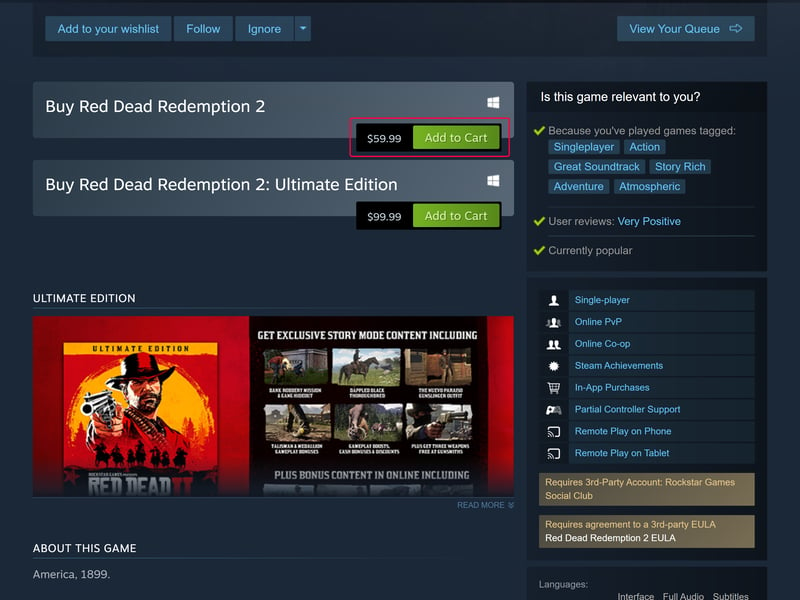 Add to your wishlist
Follow
Ignore
View Your Queue
Buy Red Dead Redemption 2
$59.99
Add to Cart
Buy Red Dead Redemption 2: Ultimate Edition
$99.99
Add to Cart
ULTIMATE EDITION
ULTIMATE EDITION
ROCKSTAR GAMES PRESENTS
RED DEAD
GET EXCLUSIVE STORY MODE CONTENT INCLUDING
BANK ROBBERY MISSION
& GANG HIDEOUT
DAPPLED BLACK
THOROUGHBRED
THE NUEVO PARAISO
GUNSLINGER OUTFIT
TALISMAN & MEDALLION
GAMEPLAY BONUSES
GAMEPLAY BOOSTS,
CASH BONUSES & DISCOUNTS
PLUS GET THREE WEAPONS
FREE AT GUNSMITHS
PLUS BONUS CONTENT IN ONLINE INCLUDING
READ MORE
ABOUT THIS GAME
America, 1899.
Is this game relevant to you?
Because you've played games tagged:
Singleplayer
Action
Great Soundtrack
Story Rich
Adventure
Atmospheric
User reviews: Very Positive
Currently popular
Single-player
Online PvP
Online Co-op
Steam Achievements
In-App Purchases
Partial Controller Support
Remote Play on Phone
Remote Play on Tablet
Requires 3rd-Party Account: Rockstar Games
Social Club
Requires agreement to a 3rd-party EULA
Red Dead Redemption 2 EULA
Languages:
Interface Full Audio Subtitles